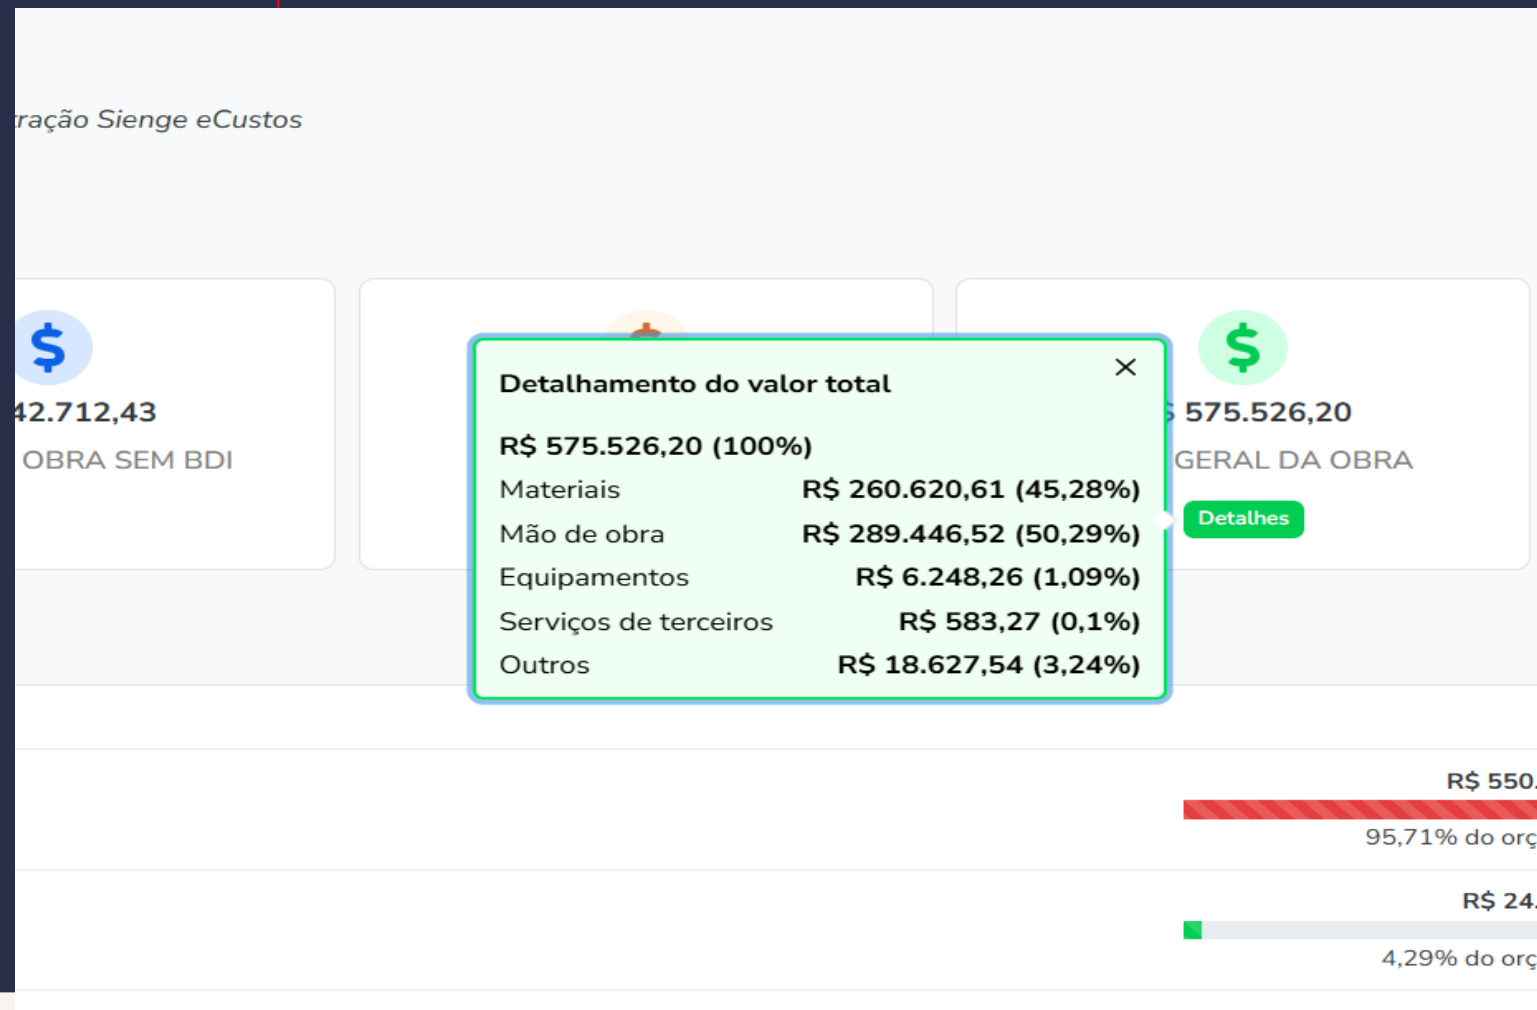 tração Sienge eCustos
42.712,43
OBRA SEM BDI
$ 575.526,20
GERAL DA OBRA
Detalhes
Detalhamento do valor total
R$ 575.526,20 (100%)
Materiais R$ 260.620,61 (45,28%)
Mão de obra R$ 289.446,52 (50,29%)
Equipamentos R$ 6.248,26 (1,09%)
Serviços de terceiros R$ 583,27 (0,1%)
Outros R$ 18.627,54 (3,24%)
R$ 550.
95,71% do orç
R$ 24.
4,29% do orç